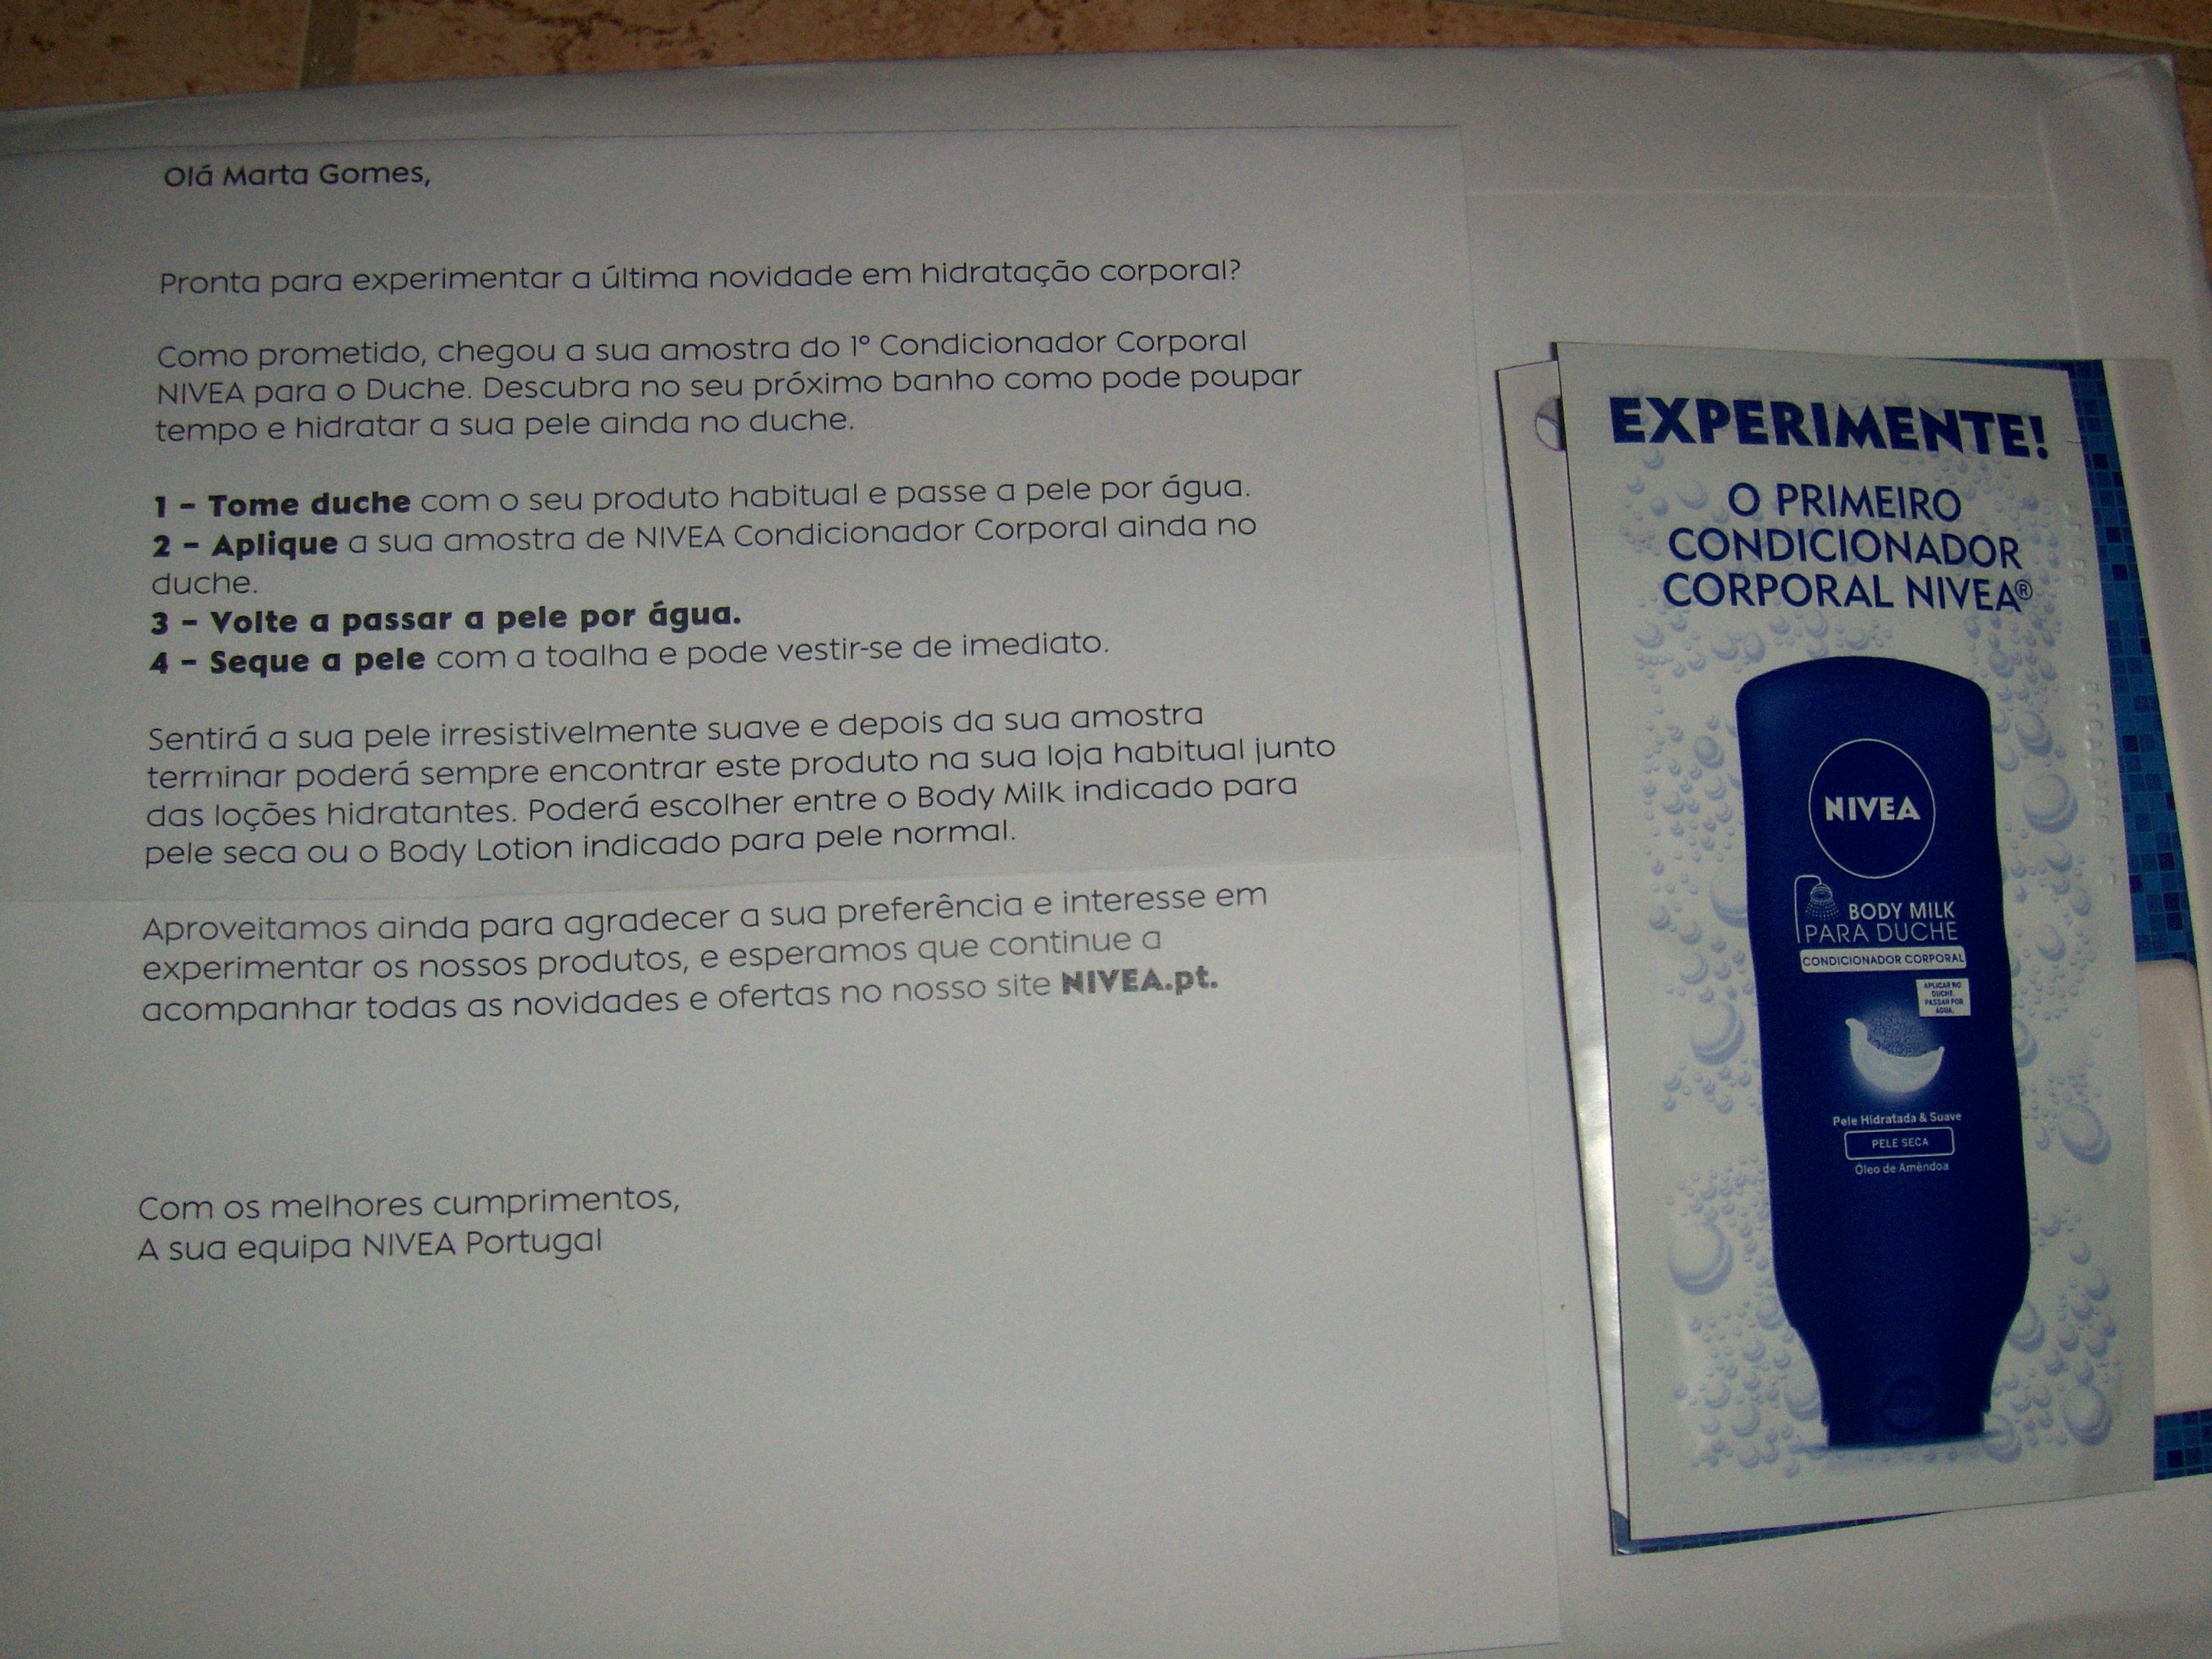 Olá Marta Gomes,
Pronta para experimentar a última novidade em hidratação corporal?
Como prometido, chegou a sua amostra do 1º Condicionador Corporal
NIVEA para o Duche. Descubra no seu próximo banho como pode poupar
tempo e hidratar a sua pele ainda no duche.
1 - Tome duche com o seu produto habitual e passe a pele por água.
2 - Aplique a sua amostra de NIVEA Condicionador Corporal ainda no
duche.
3 - Volte a passar a pele por água.
4 - Seque a pele com a toalha e pode vestir-se de imediato.
Sentirá a sua pele irresistivelmente suave e depois da sua amostra
terminar poderá sempre encontrar este produto na sua loja habitual junto
das loções hidratantes. Poderá escolher entre o Body Milk indicado para
pele seca ou o Body Lotion indicado para pele normal.
Aproveitamos ainda para agradecer a sua preferência e interesse em
experimentar os nossos produtos, e esperamos que continue a
acompanhar todas as novidades e ofertas no nosso site NIVEA.pt.
Com os melhores cumprimentos,
A sua equipa NIVEA Portugal
EXPERIMENTE!
O PRIMEIRO
CONDICIONADOR
CORPORAL NIVEA®
NIVEA
BODY MILK
PARA DUCHE
CONDICIONADOR CORPORAL
APLICAR NO
DUCHE.
PASSAR POR
ÁGUA.
Pele Hidratada & Suave
PELE SECA
Óleo de Amêndoa